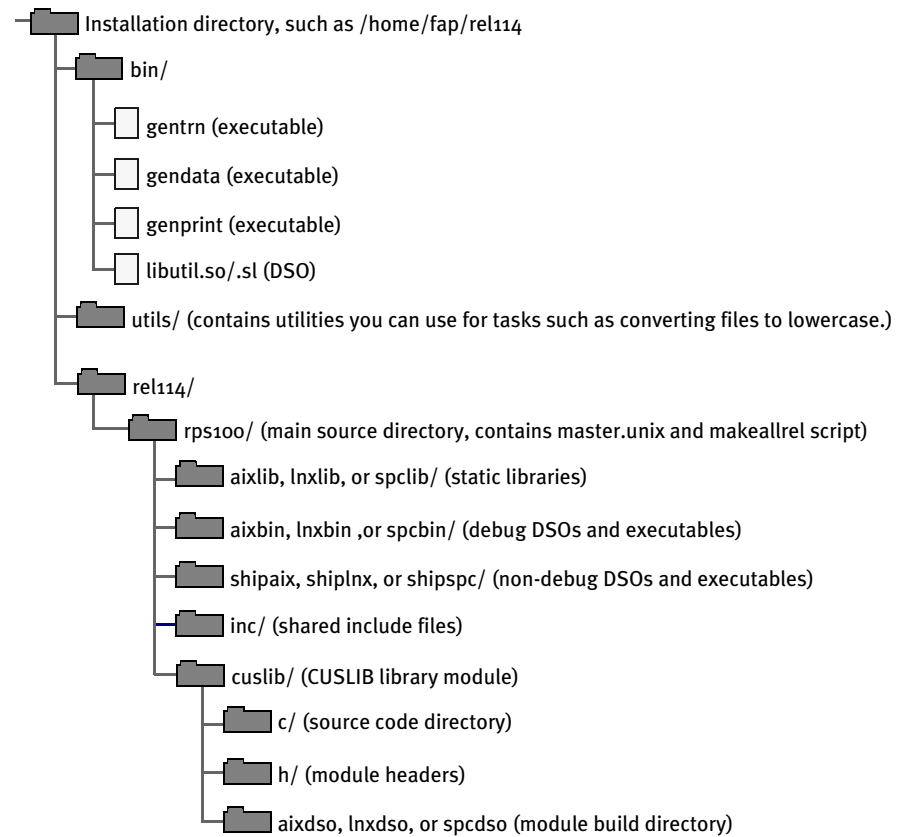 Installation directory, such as /home/fap/rel114
bin/
gentrn (executable)
gendata (executable)
genprint (executable)
libutil.so/.sl (DSO)
utils/ (contains utilities you can use for tasks such as converting files to lowercase.)
rel114/
rps100/ (main source directory, contains master.unix and makeallrel script)
aixlib, lnxlib, or spclib/ (static libraries)
aixbin, lnxbin ,or spcbin/ (debug DSOs and executables)
shipaix, shiplnx, or shipspc/ (non-debug DSOs and executables)
inc/ (shared include files)
cuslib/ (CUSLIB library module)
c/ (source code directory)
h/ (module headers)
aixdso, lnxdso, or spcdso (module build directory)